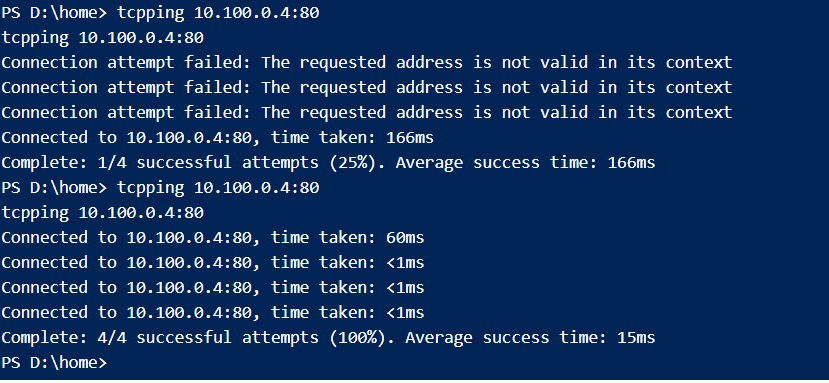 PS D:\home> tcpping 10.100.0.4:80
tcpping 10.100.0.4:80
Connection attempt failed: The requested address is not valid in its context
Connection attempt failed: The requested address is not valid in its context
Connection attempt failed: The requested address is not valid in its context
Connected to 10.100.0.4:80, time taken: 166ms
Complete: 1/4 successful attempts (25%). Average success time: 166ms
PS D:\home> tcpping 10.100.0.4:80
tcpping 10.100.0.4:80
Connected to 10.100.0.4:80, time taken: 60ms
Connected to 10.100.0.4:80, time taken: <1ms
Connected to 10.100.0.4:80, time taken: <1ms
Connected to 10.100.0.4:80, time taken: <1ms
Complete: 4/4 successful attempts (100%). Average success time: 15ms
PS D:\home>